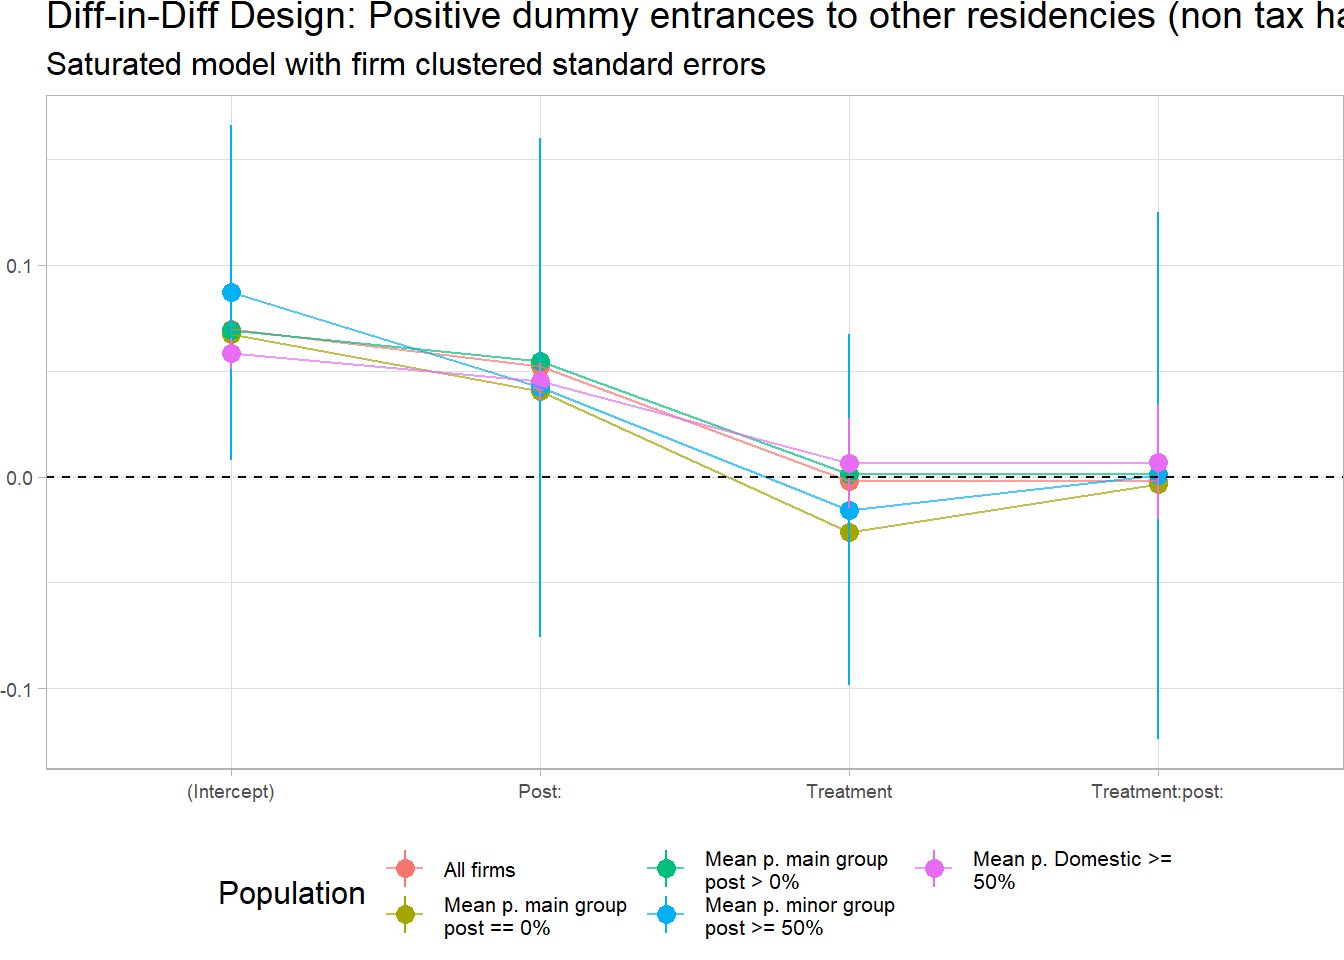 Diff-in-Diff Design: Positive dummy entrances to other residencies (non tax ha
Saturated model with firm clustered standard errors
0.1
0.0
-0.1
(Intercept)
Post:
Treatment
Treatment:post:
Population
All firms
Mean p. main group
post == 0%
Mean p. main group
post > 0%
Mean p. minor group
post >= 50%
Mean p. Domestic >=
50%